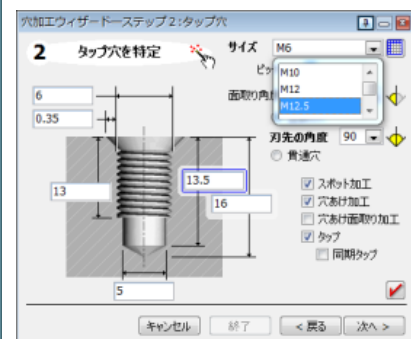 穴加工ウィザードーステップ2:タップ穴
2 タップ穴を特定 サイズ M6
ピッ
M10
6
面取り角
M12
0.35
M12.5
刃先の角度 90
貫通穴
13.5
スポット加工
13
16
穴あけ加工
穴あけ面取り加工
タップ
同期タップ
5
キャンセル 終了 < 戻る 次へ >